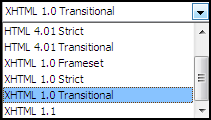 XHTML 1.0 Transitional
HTML 4.01 Strict
HTML 4.01 Transitional
XHTML 1.0 Frameset
XHTML 1.0 Strict
XHTML 1.0 Transitional
XHTML 1.1